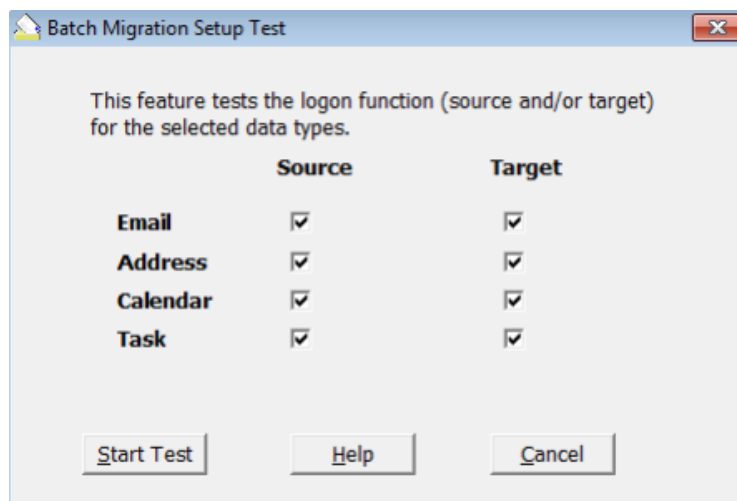 Batch Migration Setup Test
This feature tests the logon function (source and/or target)
for the selected data types.
Source Target
Email
Address
Calendar
Task
Start Test Help Cancel